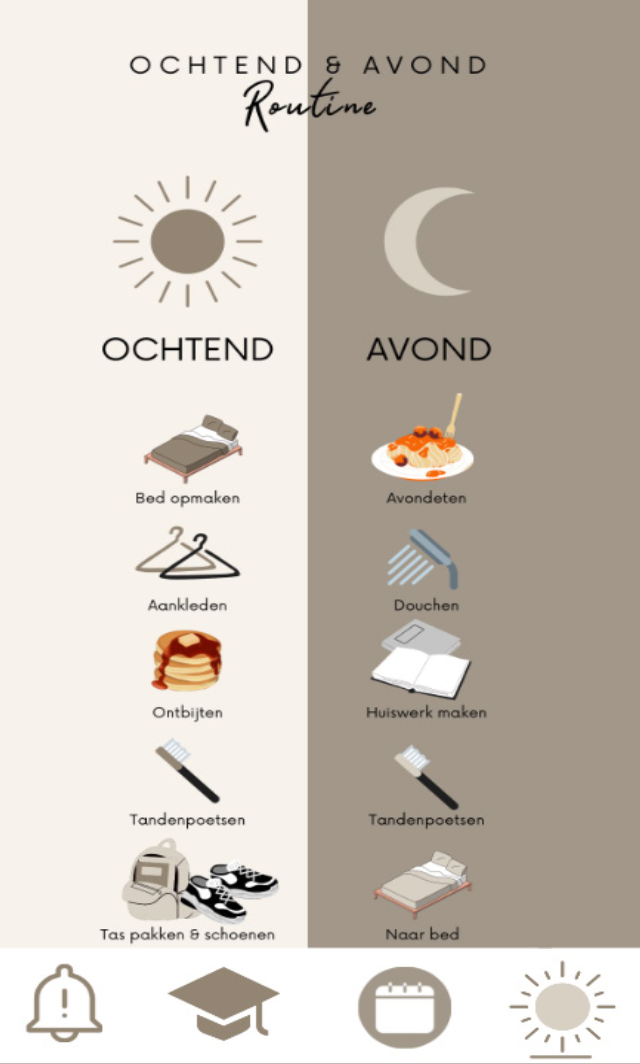 OCHTEND & AVOND
Routine
OCHTEND
Bed opmaken
Aankleden
Ontbijten
Tandenpoetsen
Tas pakken & schoenen
AVOND
Avondeten
Douchen
Huiswerk maken
Tandenpoetsen
Naar bed